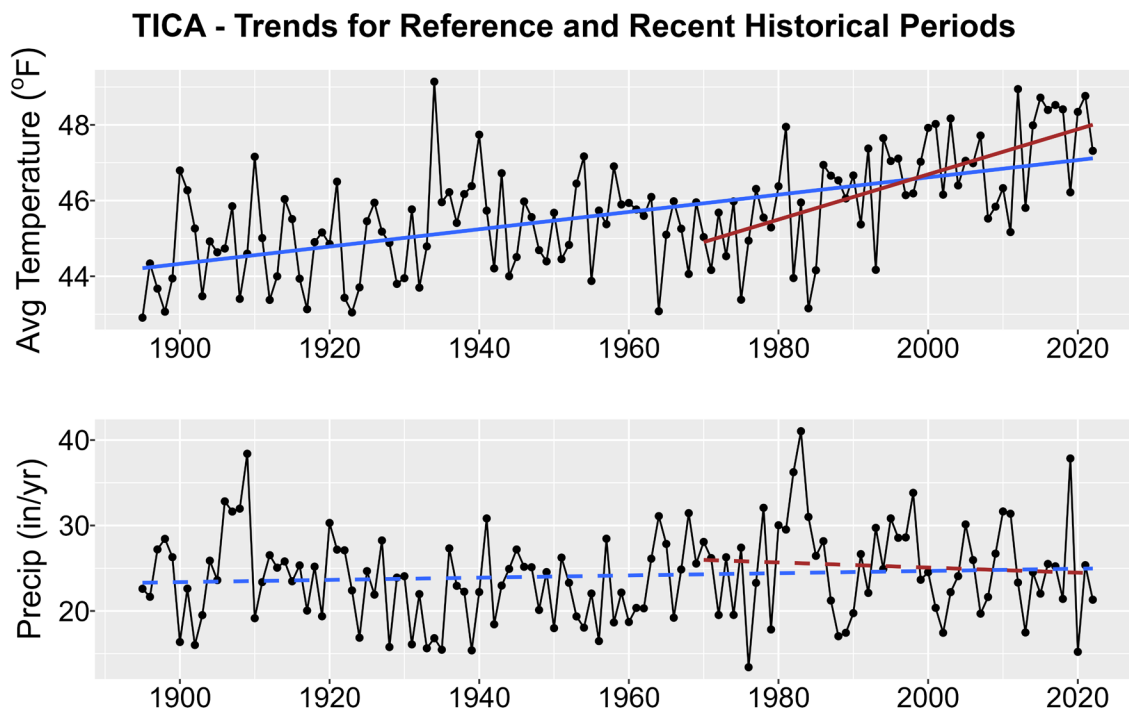 TICA - Trends for Reference and Recent Historical Periods
Avg Temperature (°F)
48
46
44
1900 1920 1940 1960 1980 2000 2020
Precip (in/yr)
40
30
20
1900 1920 1940 1960 1980 2000 2020